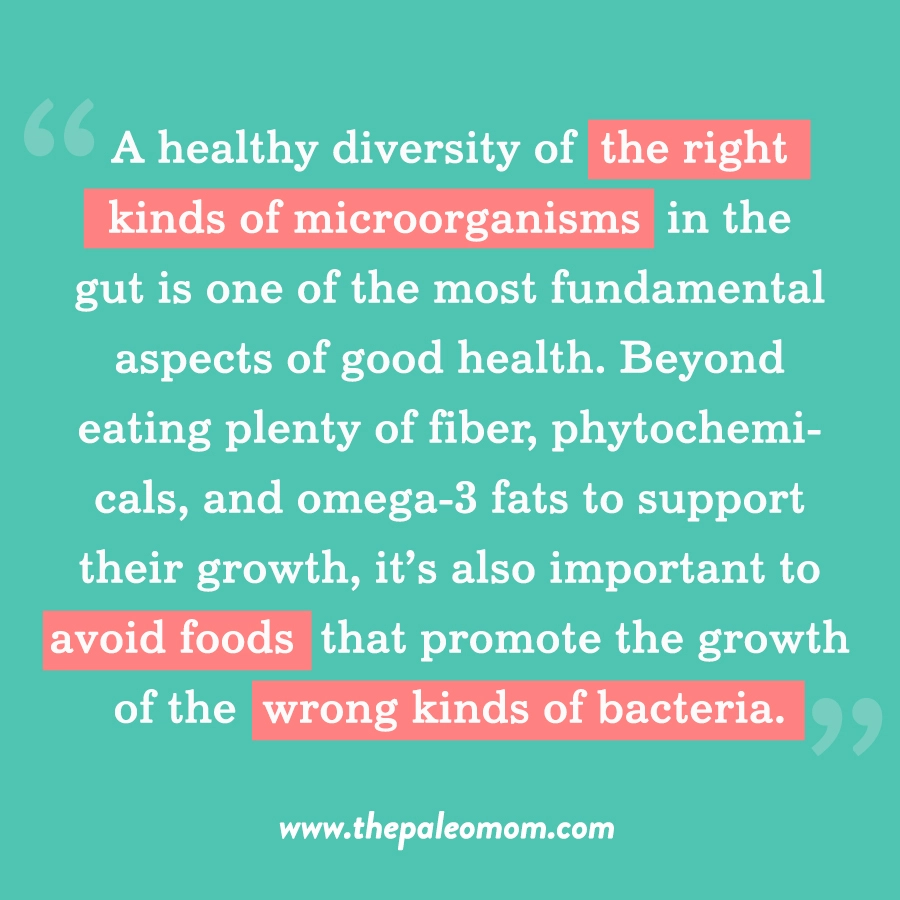 “ A healthy diversity of the right
kinds of microorganisms in the
gut is one of the most fundamental
aspects of good health. Beyond
eating plenty of fiber, phytochemi-
cals, and omega-3 fats to support
their growth, it’s also important to
avoid foods that promote the growth
of the wrong kinds of bacteria. ”
www.thepaleomom.com